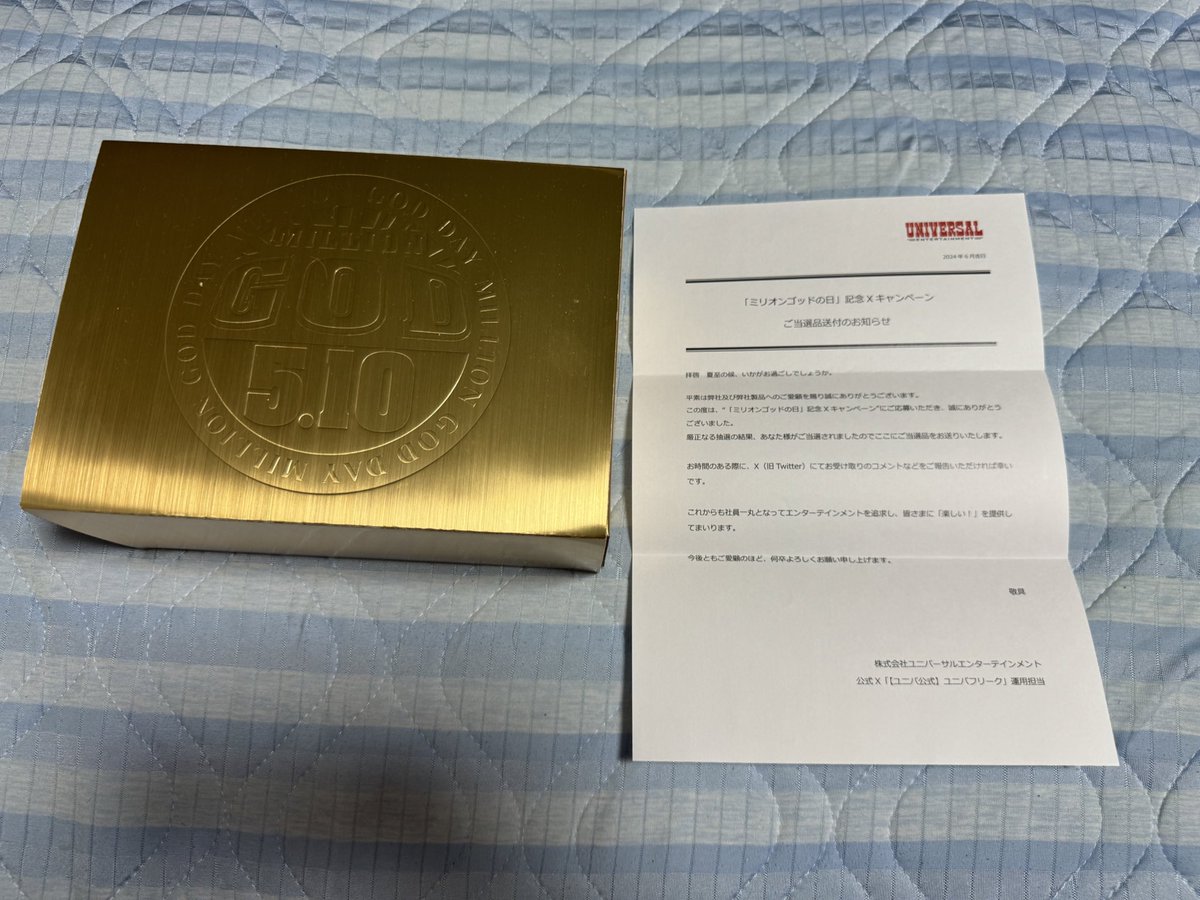 MILLION GOD DAY MILLION GOD DAY MILLION GOD DAY
MILLION
GOD
5.10
UNIVERSAL
ENTERTAINMENT
2024年6月吉日
「ミリオンゴッドの日」記念Xキャンペーン
ご当選品送付のお知らせ
拝啓 夏至の候、いかがお過ごしでしょうか。
平素は弊社及び弊社製品へのご愛顧を賜り誠にありがとうございます。
この度は、“「ミリオンゴッドの日」記念Xキャンペーン”にご応募いただき、誠にありがとう
ございました。
厳正なる抽選の結果、あなた様がご当選されましたのでここにご当選品をお送りいたします。
お時間のある際に、X（旧Twitter）にてお受け取りのコメントなどをご報告いただければ幸い
です。
これからも社員一丸となってエンターテインメントを追求し、皆さまに「楽しい！」を提供し
てまいります。
今後ともご愛顧のほど、何卒よろしくお願い申し上げます。
敬具
株式会社ユニバーサルエンターテインメント
公式X「【ユニバ公式】ユニバフリーク」運用担当